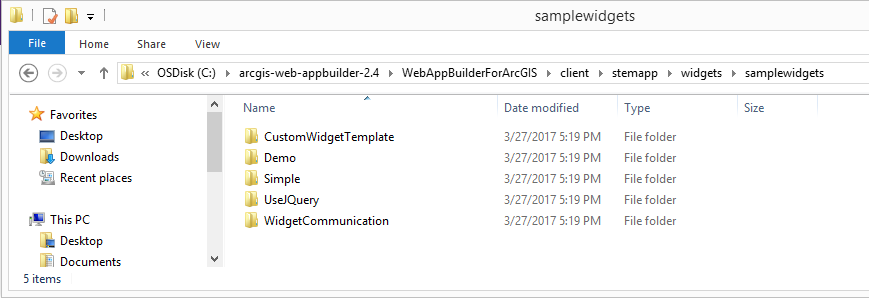 samplewidgets
File Home Share View
« OSDisk (C:) arcgis-web-appbuilder-2.4 WebAppBuilderForArcGIS client stemapp widgets samplewidgets
Favorites
Desktop
Downloads
Recent places
This PC
Desktop
Documents
Name Date modified Type Size
CustomWidgetTemplate 3/27/2017 5:19 PM File folder
Demo 3/27/2017 5:19 PM File folder
Simple 3/27/2017 5:19 PM File folder
UseJQuery 3/27/2017 5:19 PM File folder
WidgetCommunication 3/27/2017 5:19 PM File folder
5 items